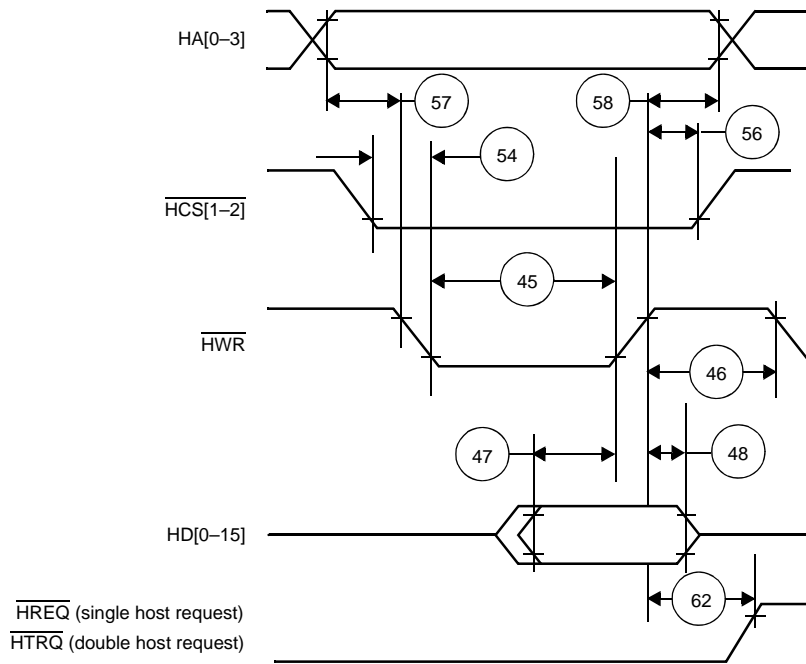 HA[0–3]
57
58
56
54
HCS[1–2]
45
HWR
46
47
48
HD[0–15]
62
HREQ (single host request)
HTRQ (double host request)